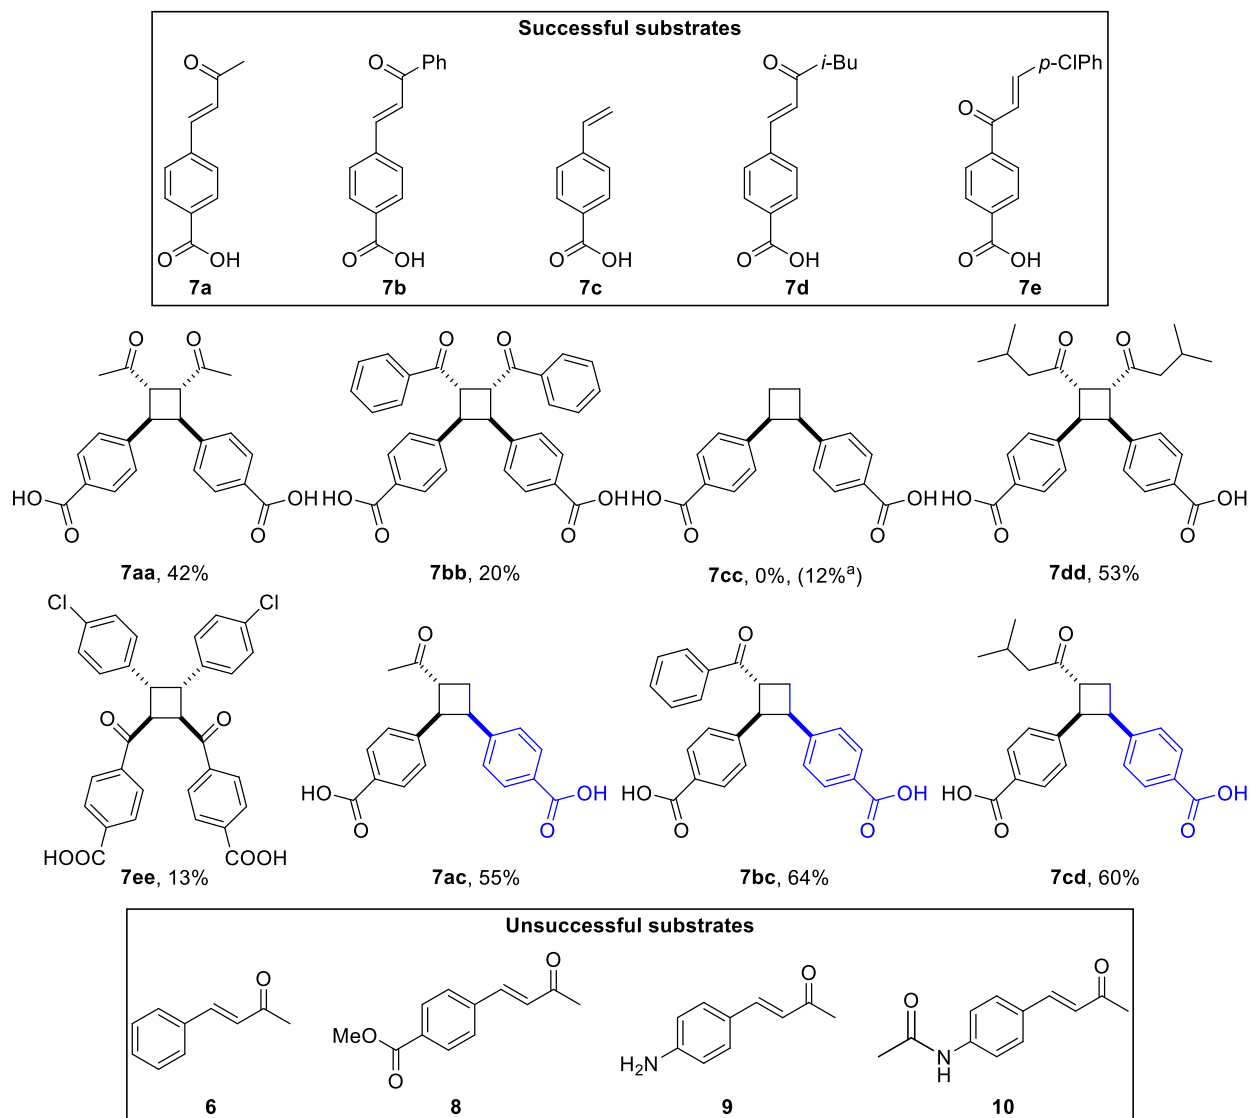 Successful substrates
O O Ph O i-Bu p-ClPh
O
O OH O OH O OH O OH O OH
7a 7b 7c 7d 7e
O O O O O O
HO O O OH HO O O OH HO O O OH HO O O OH
7aa, 42% 7bb, 20% 7cc, 0%, (12%ᵃ) 7dd, 53%
Cl Cl O O O
O O
HO O O OH HO O O OH HO O O OH
HOOC COOH
7ee, 13% 7ac, 55% 7bc, 64% 7cd, 60%
Unsuccessful substrates
O O O O
MeO O H₂N O N H
6 8 9 10